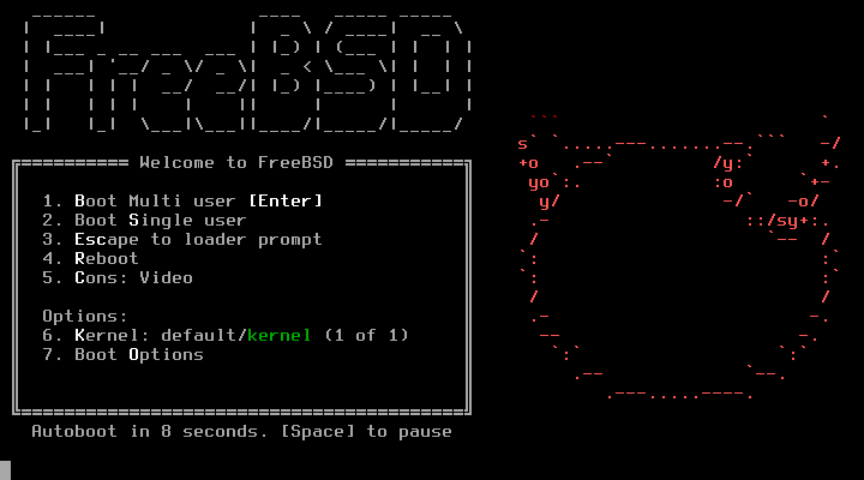 FreeBSD
Welcome to FreeBSD
1. Boot Multi user [Enter]
2. Boot Single user
3. Escape to loader prompt
4. Reboot
5. Cons: Video
Options:
6. Kernel: default/kernel (1 of 1)
7. Boot Options
Autoboot in 8 seconds. [Space] to pause